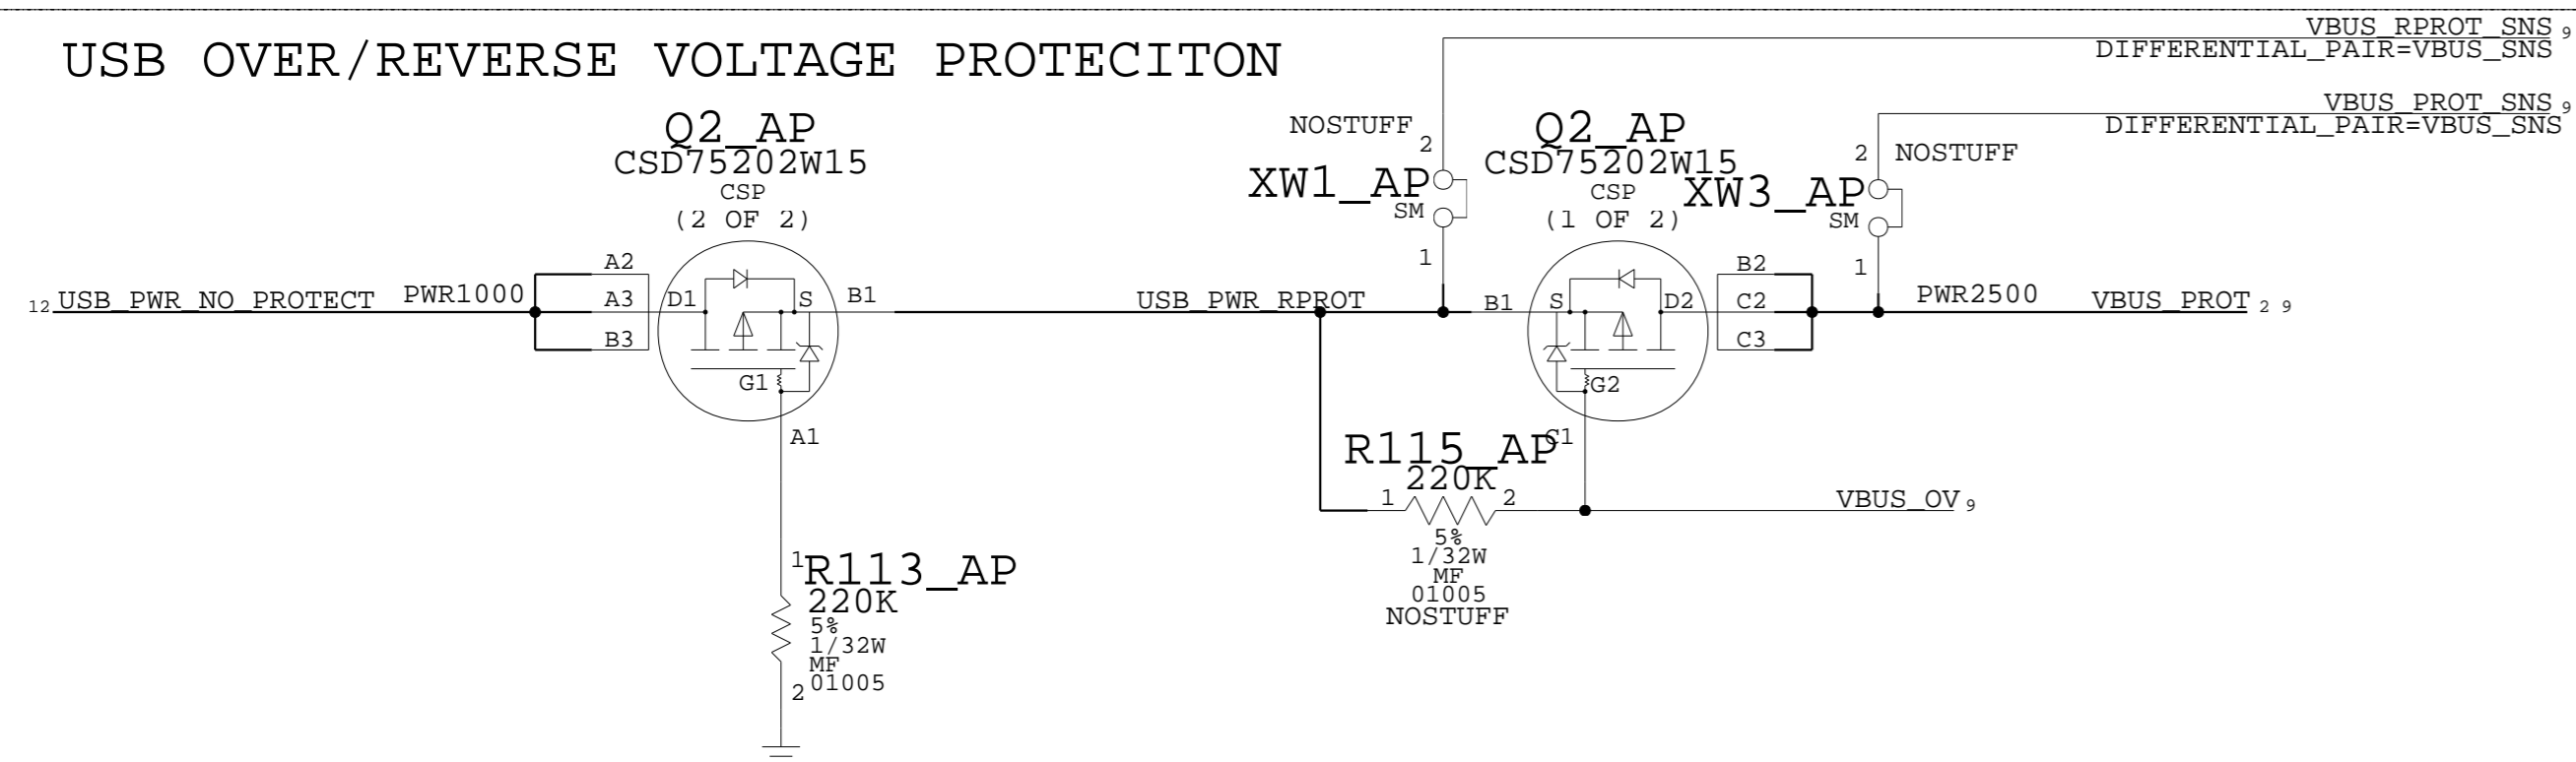 USB OVER/REVERSE VOLTAGE PROTECITON
VBUS_RPROT_SNS 9
DIFFERENTIAL_PAIR=VBUS_SNS
VBUS_PROT_SNS 9
DIFFERENTIAL_PAIR=VBUS_SNS
Q2_AP
CSD75202W15
CSP
(2 OF 2)
NOSTUFF
2
XW1_AP
SM
1
Q2_AP
CSD75202W15
CSP
(1 OF 2)
2 NOSTUFF
XW3_AP
SM
1
12 USB_PWR_NO_PROTECT
PWR1000
A2
A3
B3
D1
S
G1
B1
A1
USB_PWR_RPROT
B1
S
D2
G2
C1
B2
C2
C3
PWR2500
VBUS_PROT 2 9
R115_AP
220K
1
2
5%
1/32W
MF
01005
NOSTUFF
VBUS_OV 9
1
R113_AP
220K
5%
1/32W
MF
01005
2